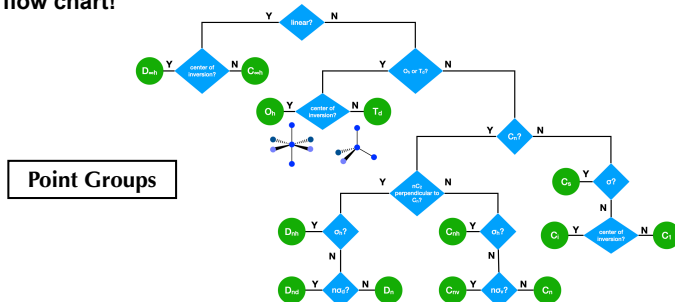 flow chart!
Y linear? N
D∞h Y center of inversion? N C∞h
Y Oh or Td? N
Oh Y center of inversion? N Td
Y Cn? N
Point Groups
Y nC2 perpendicular to Cn? N
Cs Y σ?
N
Dnh Y σh?
N
Cnh Y σh?
N
Ci Y center of inversion? N C1
Dnd Y nσd? N Dn
Cnv Y nσv? N Cn